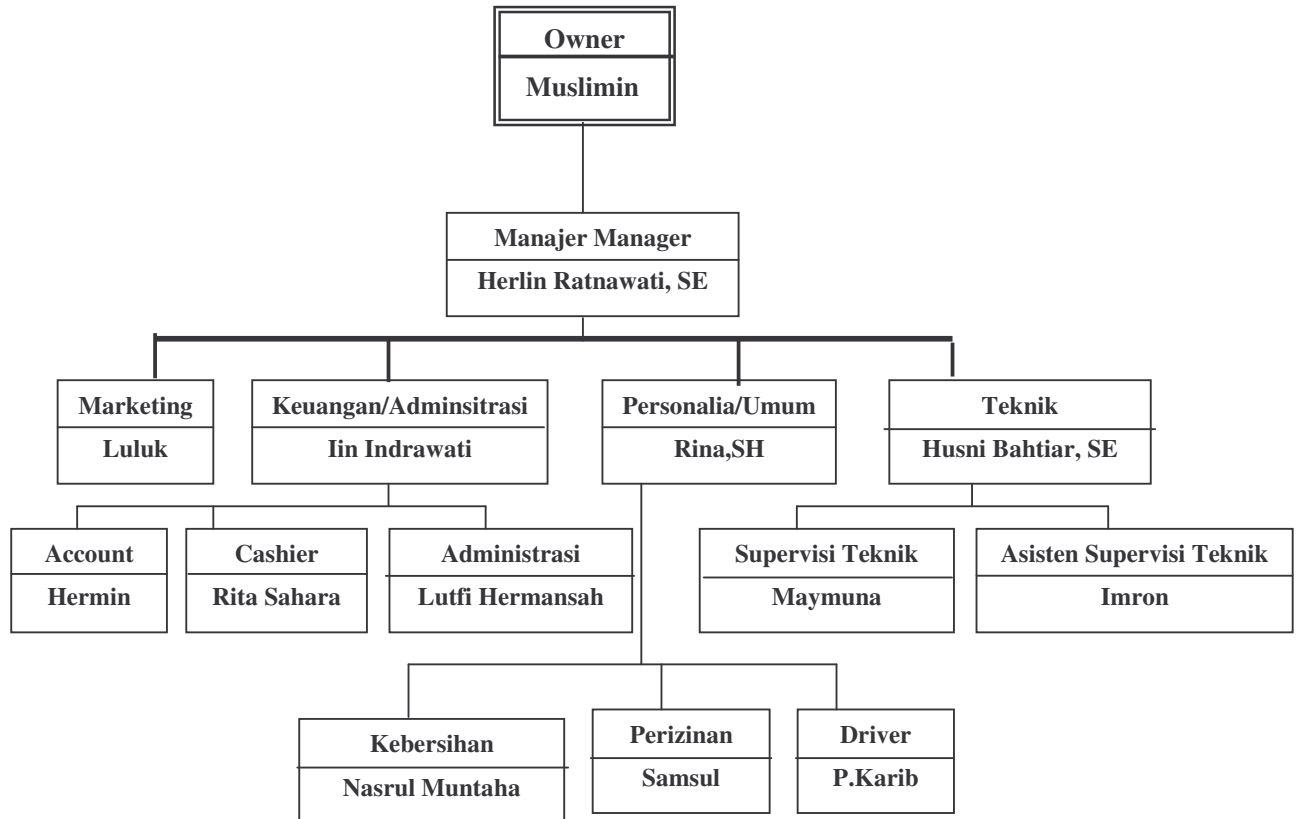 Owner
Muslimin
Manajer Manager
Herlin Ratnawati, SE
Marketing
Luluk
Keuangan/Adminsitrasi
Iin Indrawati
Personalia/Umum
Rina,SH
Teknik
Husni Bahtiar, SE
Account
Hermin
Cashier
Rita Sahara
Administrasi
Lutfi Hermansah
Supervisi Teknik
Maymuna
Asisten Supervisi Teknik
Imron
Kebersihan
Nasrul Muntaha
Perizinan
Samsul
Driver
P.Karib